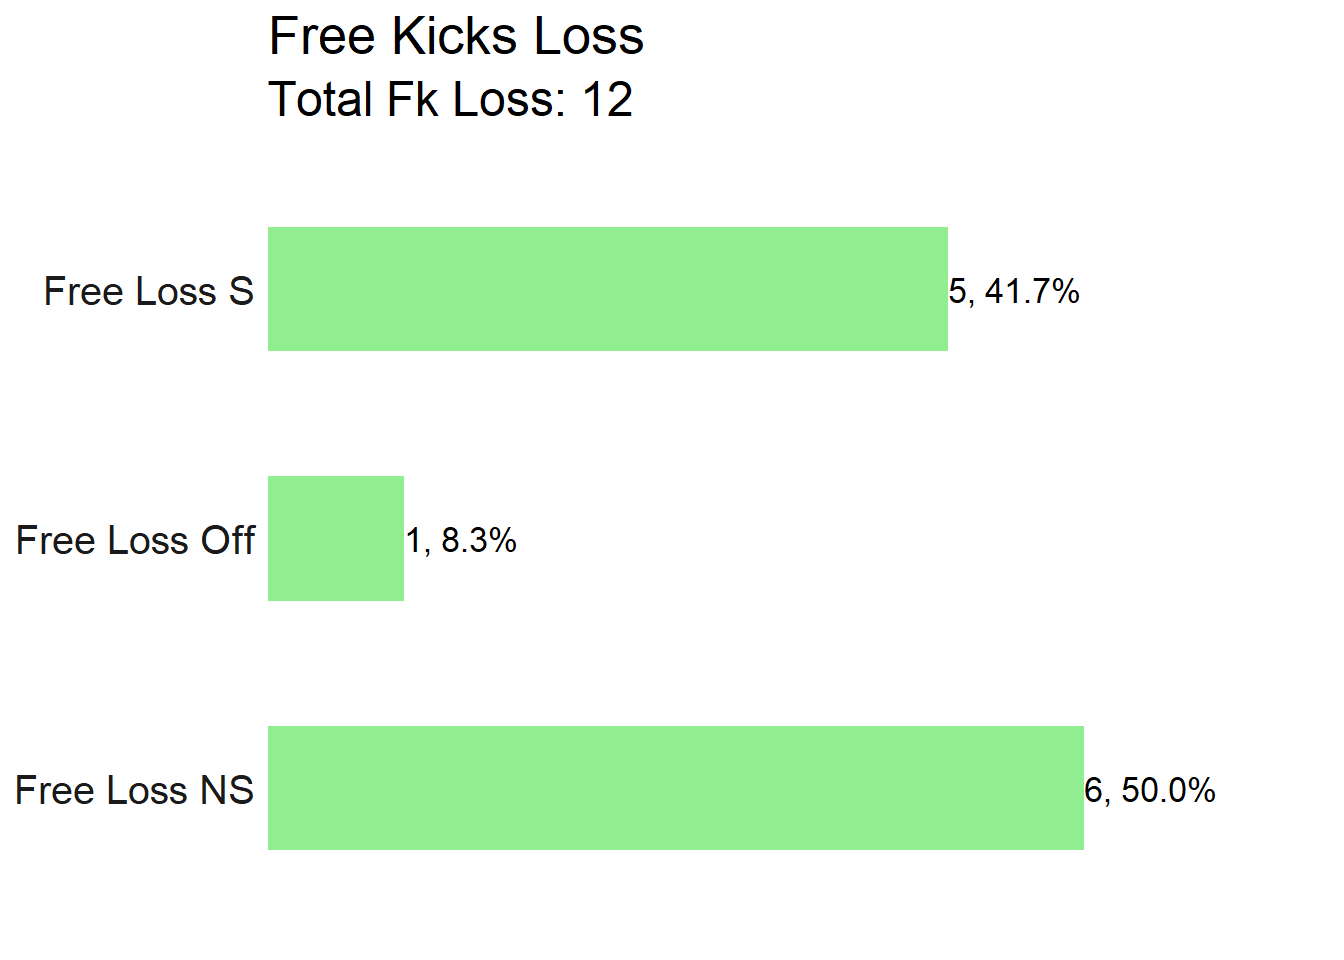 Free Kicks Loss
Total Fk Loss: 12
Free Loss S
5, 41.7%
Free Loss Off
1, 8.3%
Free Loss NS
6, 50.0%